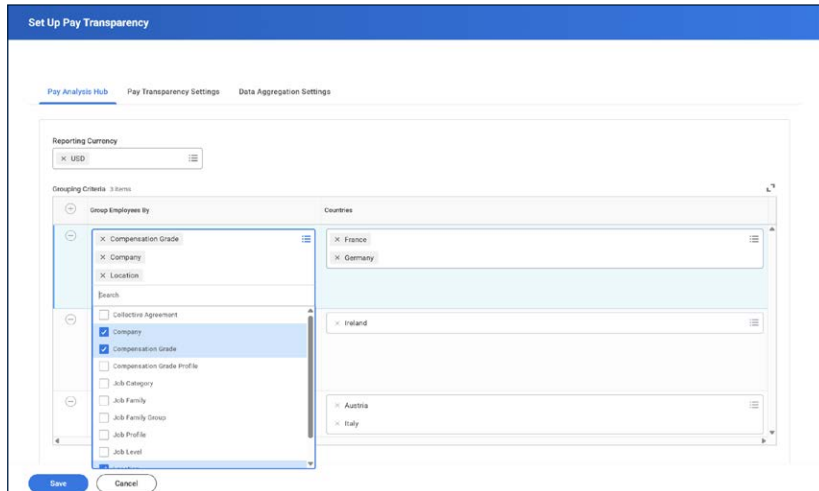 Set Up Pay Transparency
Pay Analysis Hub Pay Transparency Settings Data Aggregation Settings
Reporting Currency
× USD
Grouping Criteria 3 items
Group Employees By Countries
× Compensation Grade × France
× Company × Germany
× Location
Search
Collective Agreement
Company × Ireland
Compensation Grade
Compensation Grade Profile
Job Category
Job Family × Austria
Job Family Group × Italy
Job Profile
Job Level
Save Cancel